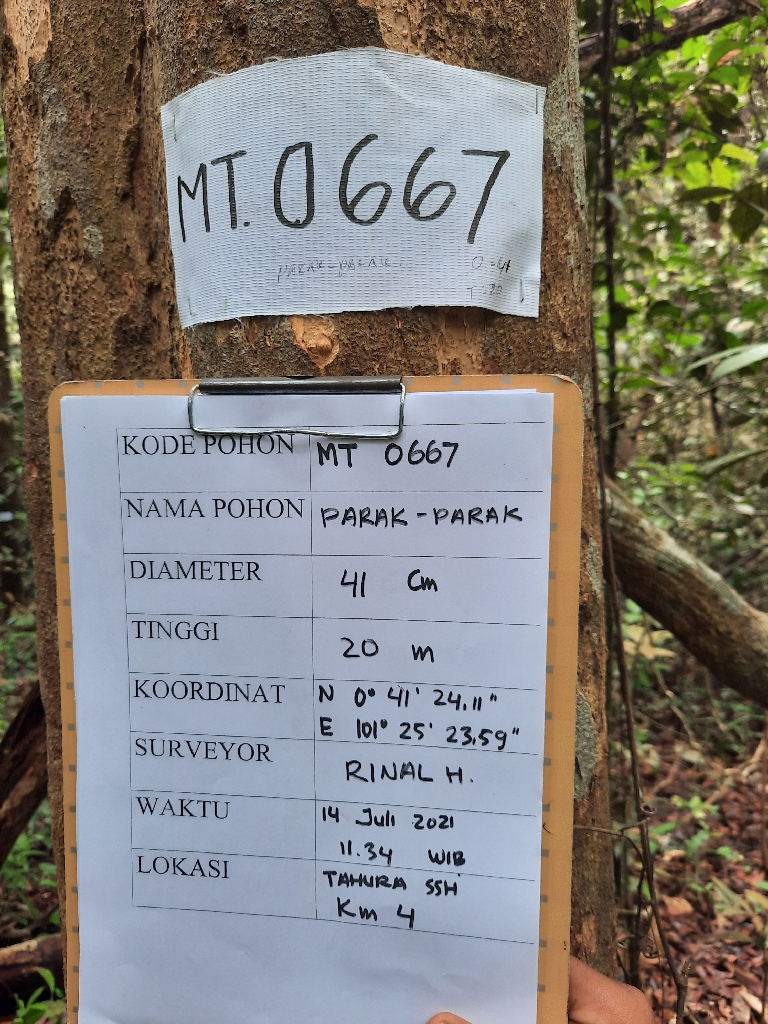 MT. 0667
PARAK-PARAK
KODE POHON MT 0667
NAMA POHON PARAK-PARAK
DIAMETER 41 Cm
TINGGI 20 m
KOORDINAT N 0° 41' 24.11"
E 101° 25' 23.59"
SURVEYOR RINAL H.
WAKTU 14 Juli 2021
11.34 WIB
LOKASI TAHURA SSH
Km 4